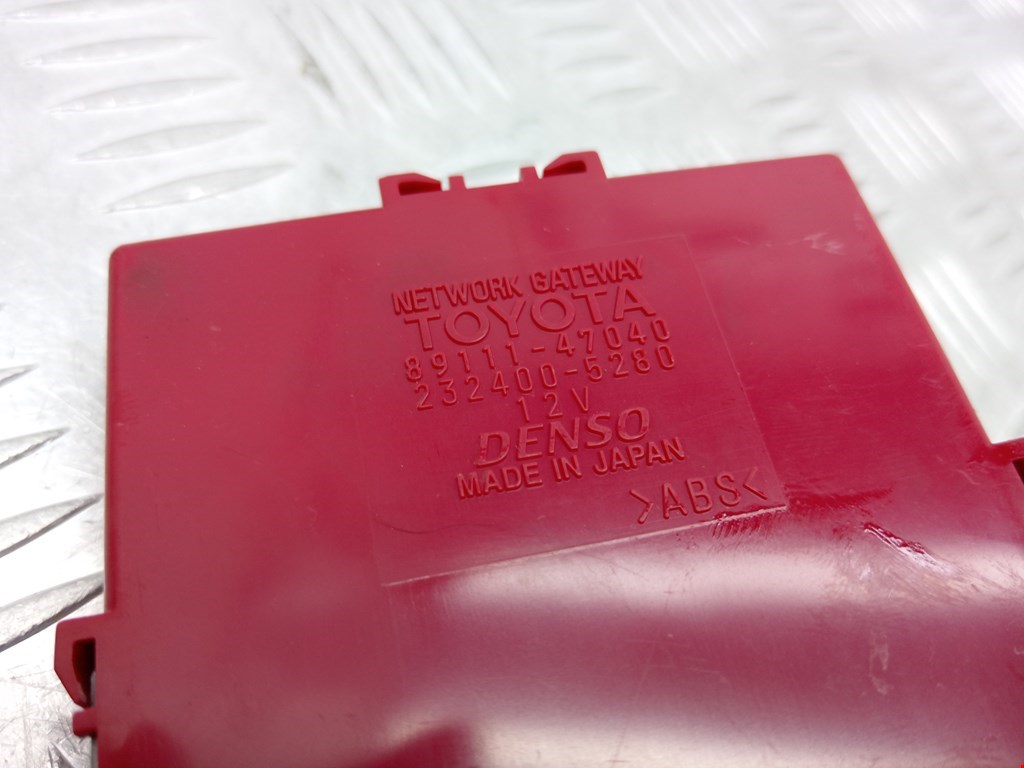 NETWORK GATEWAY
TOYOTA
89111-47040
232400-5280
12V
DENSO
MADE IN JAPAN
>ABS<